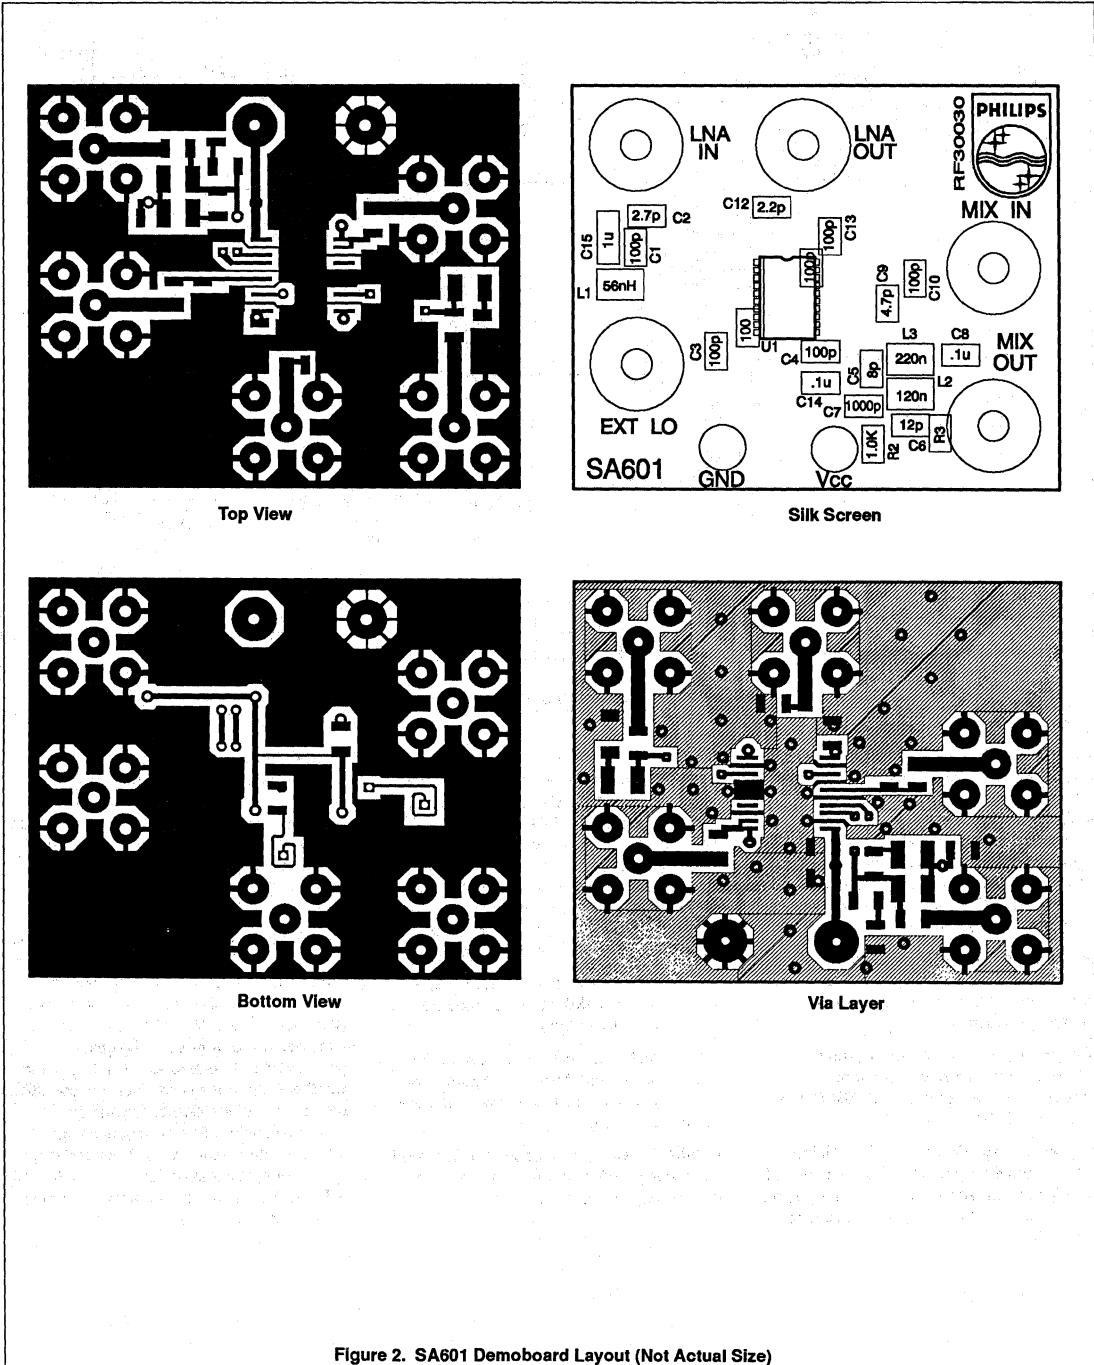 LNA IN
LNA OUT
RF30030
PHILIPS
MIX IN
C12 2.2p
2.7p C2
C15 1u
100p C1
100p C13
100p
L1 56nH
C9 4.7p
100p C10
C3 100p
100
U1
C4 100p
L3 220n
C8 .1u
MIX OUT
C5 8p
.1u C14
120n L2
C7 1000p
12p C6
R3
1.0K R2
EXT LO
SA601
GND
Vcc
Top View
Silk Screen
Bottom View
Via Layer
Figure 2. SA601 Demoboard Layout (Not Actual Size)